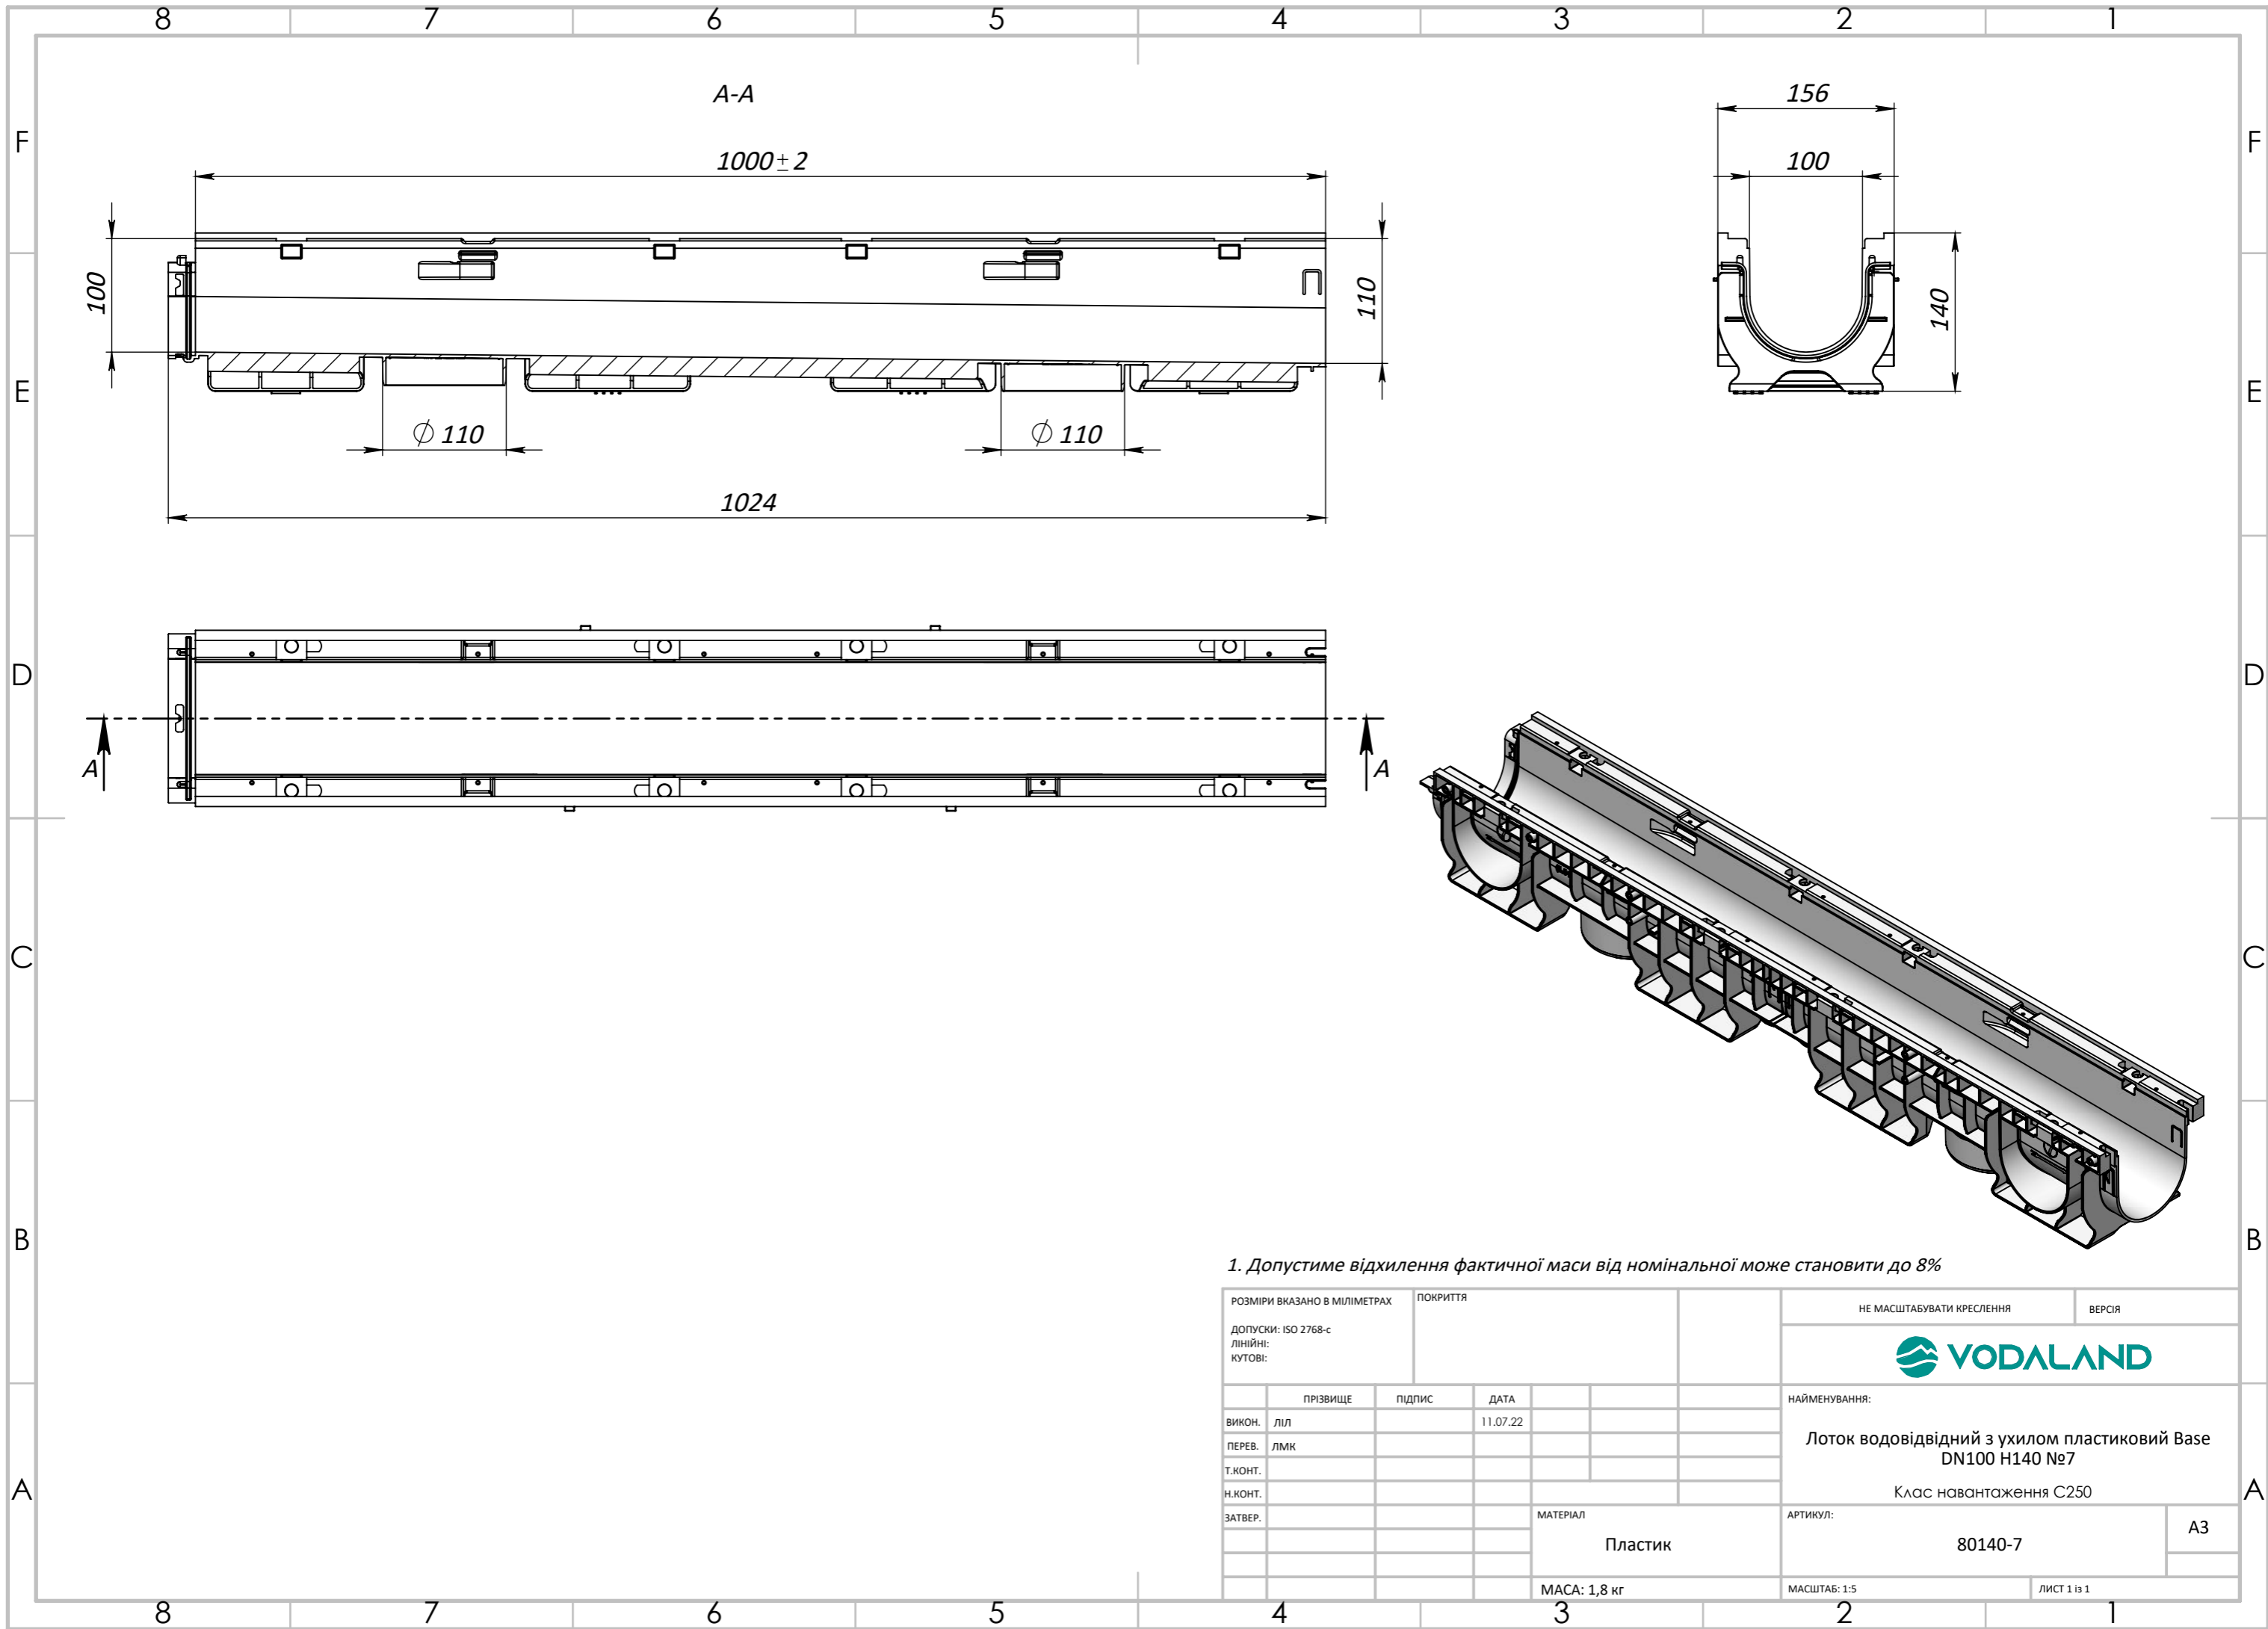 8 7 6 5 4 3 2 1
F F
E E
D D
C C
B B
A A
A-A
1000±2
100
110
Ø 110
Ø 110
1024
156
100
140
A A
1. Допустиме відхилення фактичної маси від номінальної може становити до 8%
РОЗМІРИ ВКАЗАНО В МІЛІМЕТРАХ
ДОПУСКИ: ISO 2768-c
ЛІНІЙНІ:
КУТОВІ:
ПОКРИТТЯ
НЕ МАСШТАБУВАТИ КРЕСЛЕННЯ
ВЕРСІЯ
VODALAND
ПРІЗВИЩЕ ПІДПИС ДАТА
ВИКОН. ЛІЛ 11.07.22
ПЕРЕВ. ЛМК
Т.КОНТ.
Н.КОНТ.
ЗАТВЕР.
НАЙМЕНУВАННЯ:
Лоток водовідвідний з ухилом пластиковий Base
DN100 H140 №7
Клас навантаження C250
МАТЕРІАЛ
Пластик
АРТИКУЛ:
80140-7
A3
МАСА: 1,8 кг
МАСШТАБ: 1:5
ЛИСТ 1 із 1
8 7 6 5 4 3 2 1